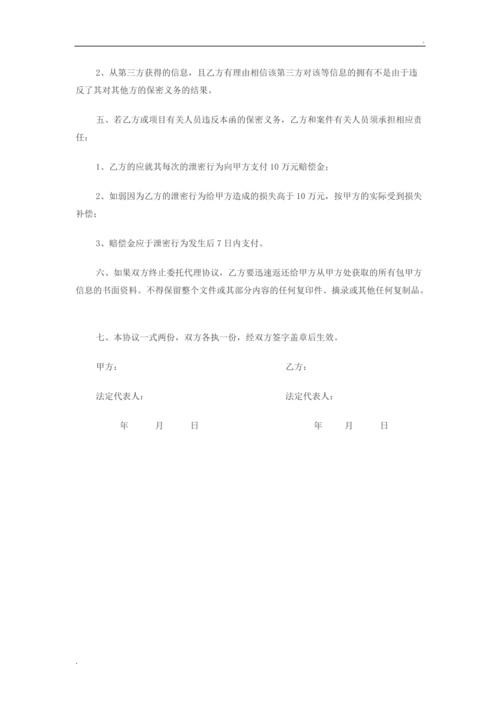 2、从第三方获得的信息，且乙方有理由相信该第三方对该等信息的拥有不是由于违
反了其对其他方的保密义务的结果。
五、若乙方或项目有关人员违反本函的保密义务，乙方和案件有关人员须承担相应责
任：
1、乙方的应就其每次的泄密行为向甲方支付10万元赔偿金；
2、如弱因为乙方的泄密行为给甲方造成的损失高于10万元，按甲方的实际受到损失
补偿；
3、赔偿金应于泄密行为发生后7日内支付。
六、如果双方终止委托代理协议，乙方要迅速返还给甲方从甲方处获取的所有包甲方
信息的书面资料。不得保留整个文件或其部分内容的任何复印件、摘录或其他任何复制品。
七、本协议一式两份，双方各执一份，经双方签字盖章后生效。
甲方： 乙方：
法定代表人： 法定代表人：
年 月 日 年 月 日